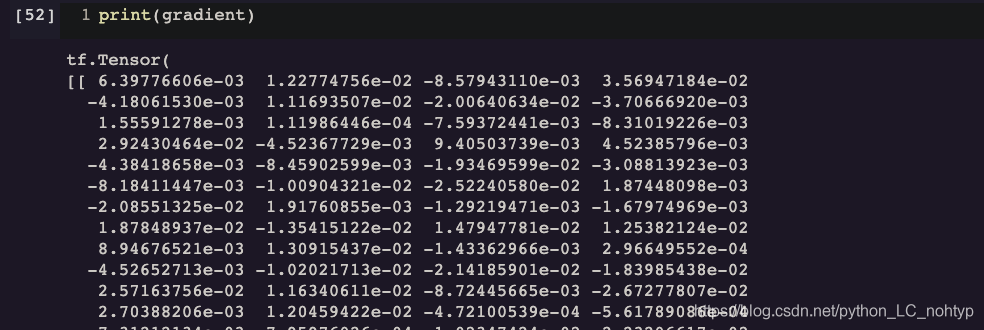 [52] 1 print(gradient)
tf.Tensor(
[[ 6.39776606e-03 1.22774756e-02 -8.57943110e-03 3.56947184e-02
-4.18061530e-03 1.11693507e-02 -2.00640634e-02 -3.70666920e-03
1.55591278e-03 1.11986446e-04 -7.59372441e-03 -8.31019226e-03
2.92430464e-02 -4.52367729e-03 9.40503739e-03 4.52385796e-03
-4.38418658e-03 -8.45902599e-03 -1.93469599e-02 -3.08813923e-03
-8.18411447e-03 -1.00904321e-02 -2.52240580e-02 1.87448098e-03
-2.08551325e-02 1.91760855e-03 -1.29219471e-03 -1.67974969e-03
1.87848937e-02 -1.35415122e-02 1.47947781e-02 1.25382124e-02
8.94676521e-03 1.30915437e-02 -1.43362966e-03 2.96649552e-04
-4.52652713e-03 -1.02021713e-02 -2.14185901e-02 -1.83985438e-02
2.57163756e-02 1.16340611e-02 -8.72445665e-03 -2.67277807e-02
2.70388206e-03 1.20459422e-02 -4.72100539e-04 -5.61789086e-04
https://blog.csdn.net/python_LC_nohtyp